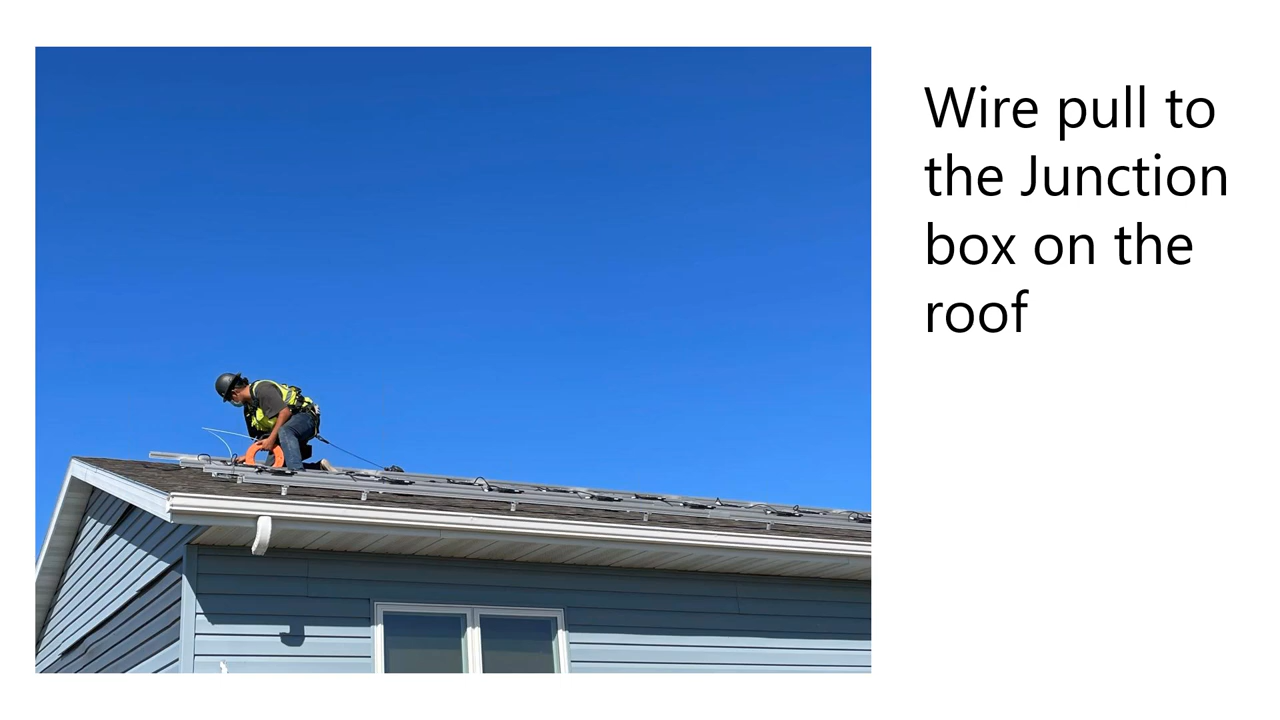 Wire pull to
the Junction
box on the
roof